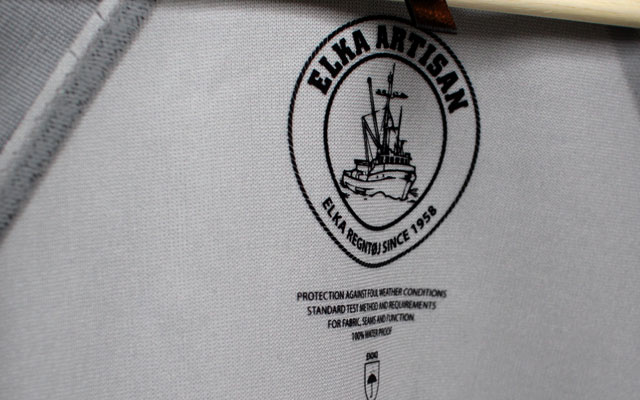 ELKA ARTISAN
ELKA REGNTØJ SINCE 1958
PROTECTION AGAINST FOUL WEATHER CONDITIONS
STANDARD TEST METHOD AND REQUIREMENTS
FOR FABRIC, SEAMS AND FUNCTION.
100% WATER PROOF
EN343